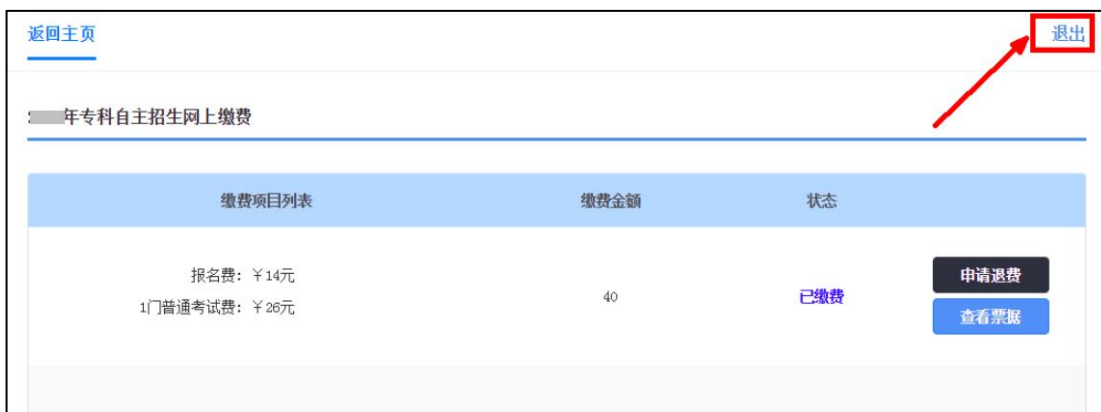 返回主页
退出
年专科自主招生网上缴费
缴费项目列表 缴费金额 状态
报名费：￥14元
1门普通考试费：￥26元
40
已缴费
申请退费
查看票据